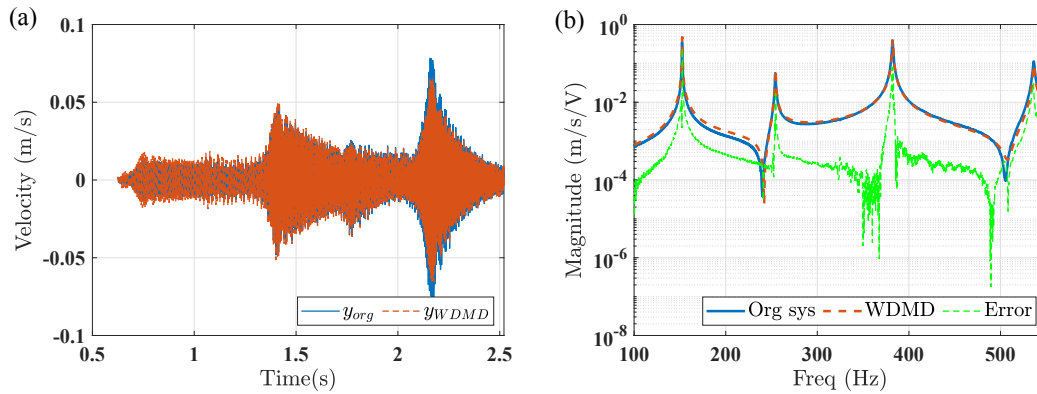 (a)
0.1
0.05
0
-0.05
-0.1
Velocity (m/s)
y_org y_WDMD
0.5 1 1.5 2 2.5
Time(s)
(b)
10^0
10^-2
10^-4
10^-6
10^-8
Magnitude (m/s/V)
Org sys WDMD Error
100 200 300 400 500
Freq (Hz)